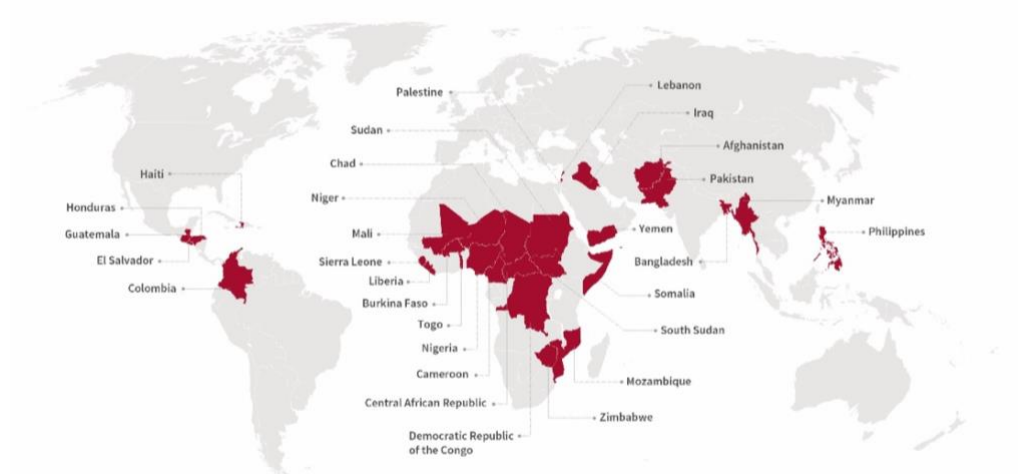 Palestine
Lebanon
Iraq
Sudan
Afghanistan
Chad
Haiti
Pakistan
Niger
Myanmar
Honduras
Guatemala
Mali
Yemen
Philippines
El Salvador
Sierra Leone
Bangladesh
Liberia
Colombia
Somalia
Burkina Faso
Togo
South Sudan
Nigeria
Cameroon
Mozambique
Central African Republic
Zimbabwe
Democratic Republic
of the Congo